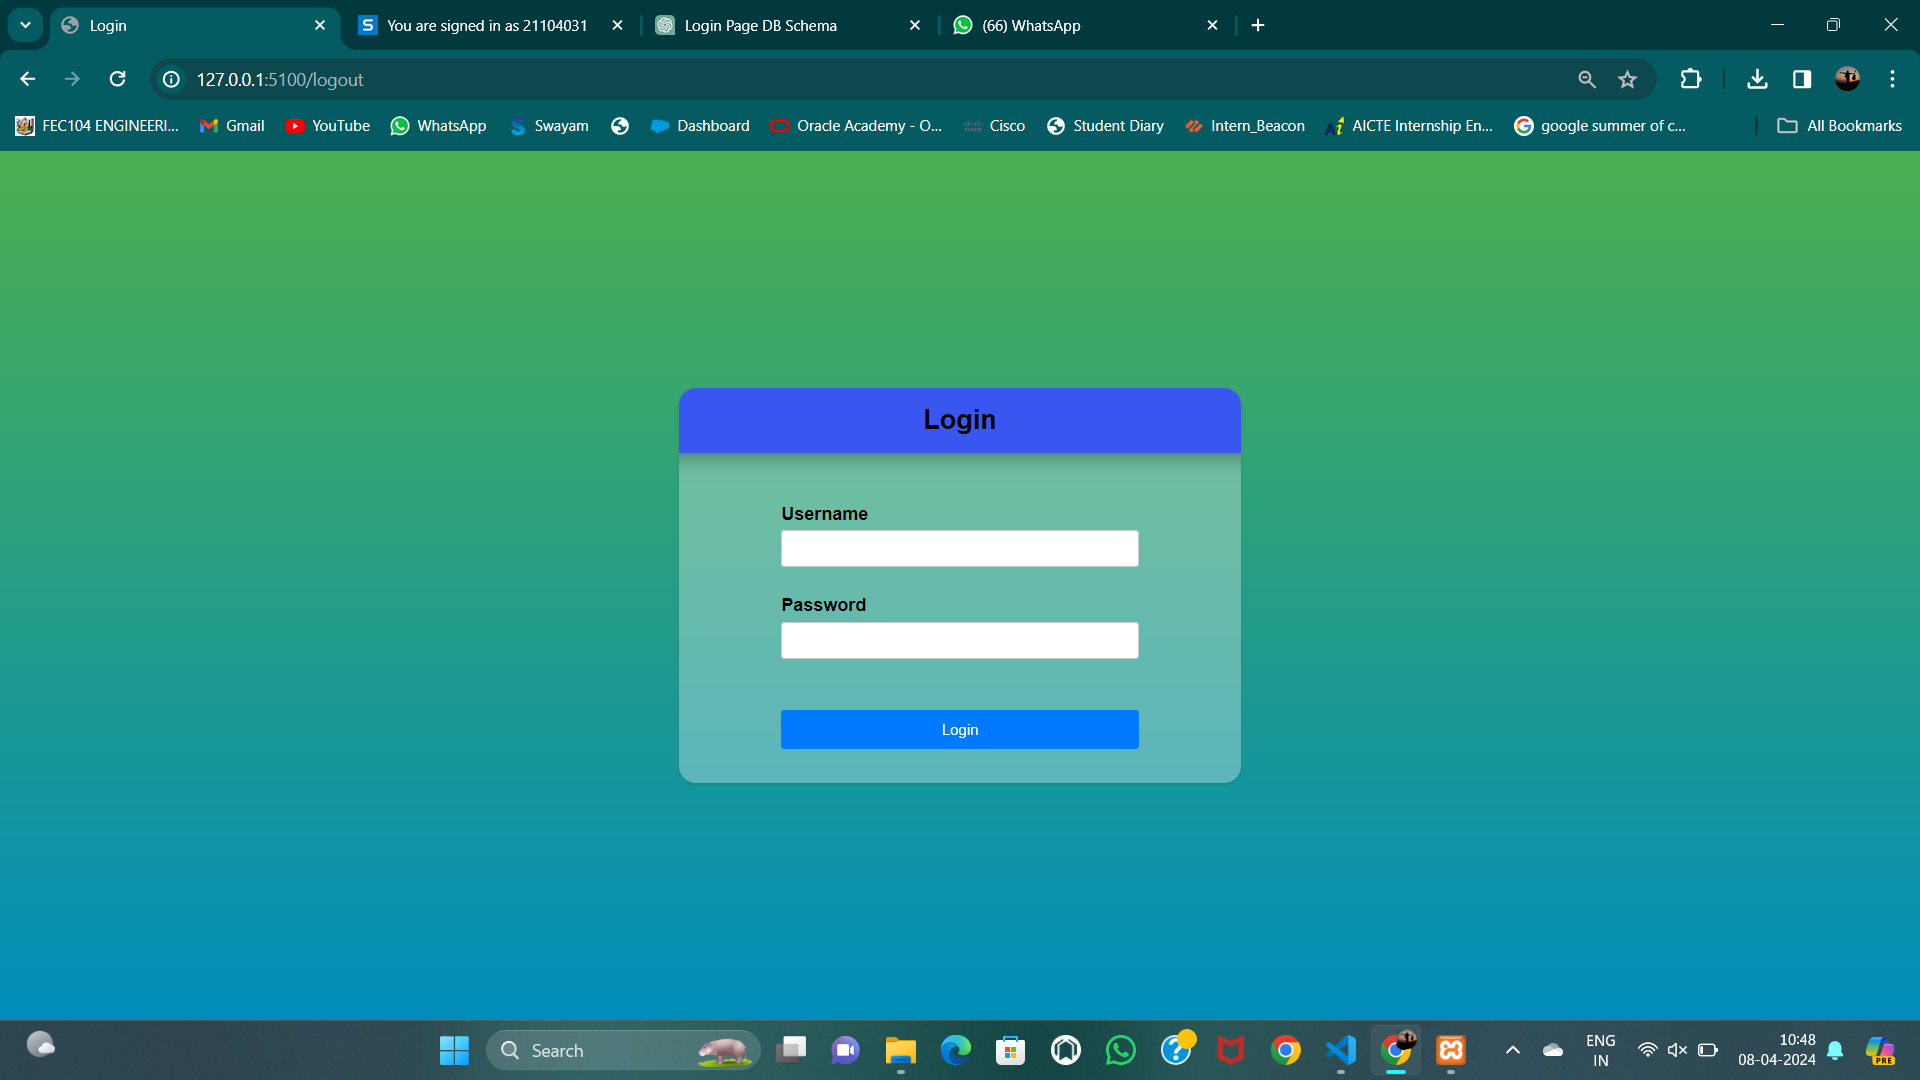 Login
You are signed in as 21104031
Login Page DB Schema
(66) WhatsApp
127.0.0.1:5100/logout
FEC104 ENGINEERI...
Gmail
YouTube
WhatsApp
Swayam
Dashboard
Oracle Academy - O...
Cisco
Student Diary
Intern_Beacon
AICTE Internship En...
google summer of c...
All Bookmarks
Login
Username
Password
Login
Search
ENG
IN
10:48
08-04-2024
PRE